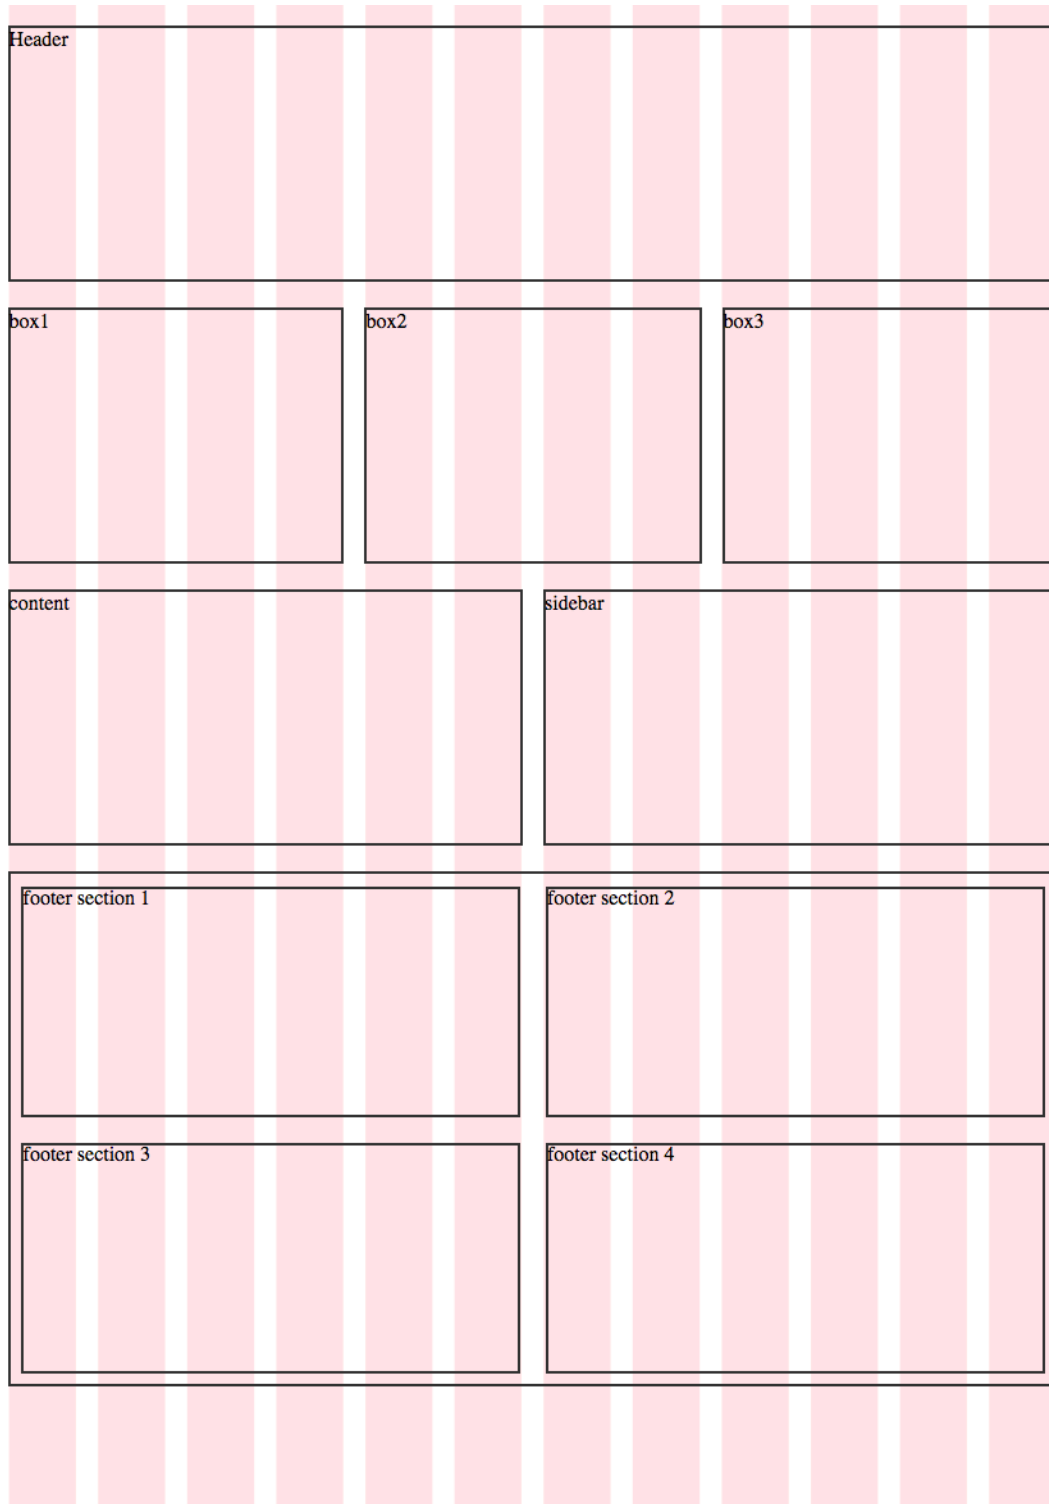 Header
box1
box2
box3
content
sidebar
footer section 1
footer section 2
footer section 3
footer section 4